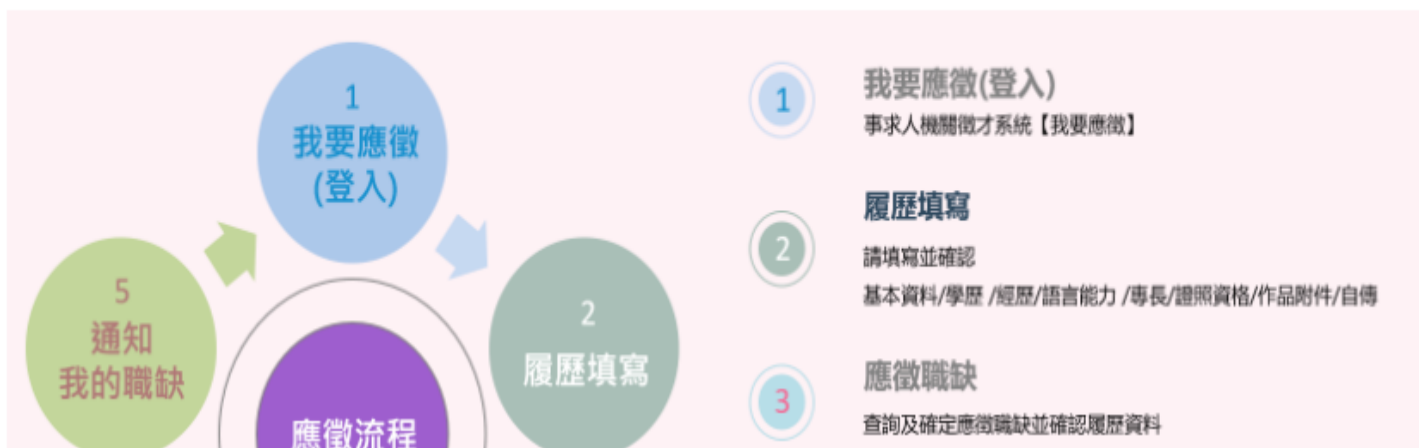 1
我要應徵
(登入)
5
通知
我的職缺
2
履歷填寫
應徵流程
1
我要應徵(登入)
事求人機關徵才系統【我要應徵】
2
履歷填寫
請填寫並確認
基本資料/學歷 /經歷/語言能力 /專長/證照資格/作品附件/自傳
3
應徵職缺
查詢及確定應徵職缺並確認履歷資料